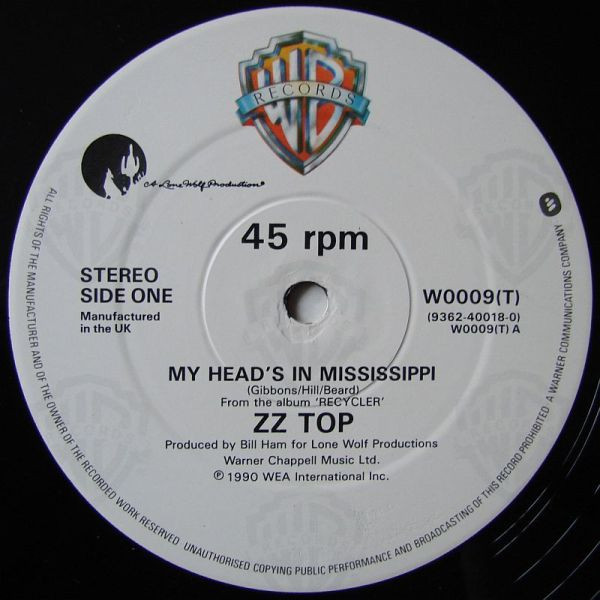 WB
RECORDS
A Lone Wolf Production
45 rpm
STEREO
SIDE ONE
Manufactured
in the UK
W0009(T)
(9362-40018-0)
W0009(T) A
MY HEAD'S IN MISSISSIPPI
(Gibbons/Hill/Beard)
From the album 'RECYCLER'
ZZ TOP
Produced by Bill Ham for Lone Wolf Productions
Warner Chappell Music Ltd.
℗ 1990 WEA International Inc.
ALL RIGHTS OF THE MANUFACTURER AND OF THE OWNER OF THE RECORDED WORK RESERVED UNAUTHORISED COPYING PUBLIC PERFORMANCE AND BROADCASTING OF THIS RECORD PROHIBITED A WARNER COMMUNICATIONS COMPANY